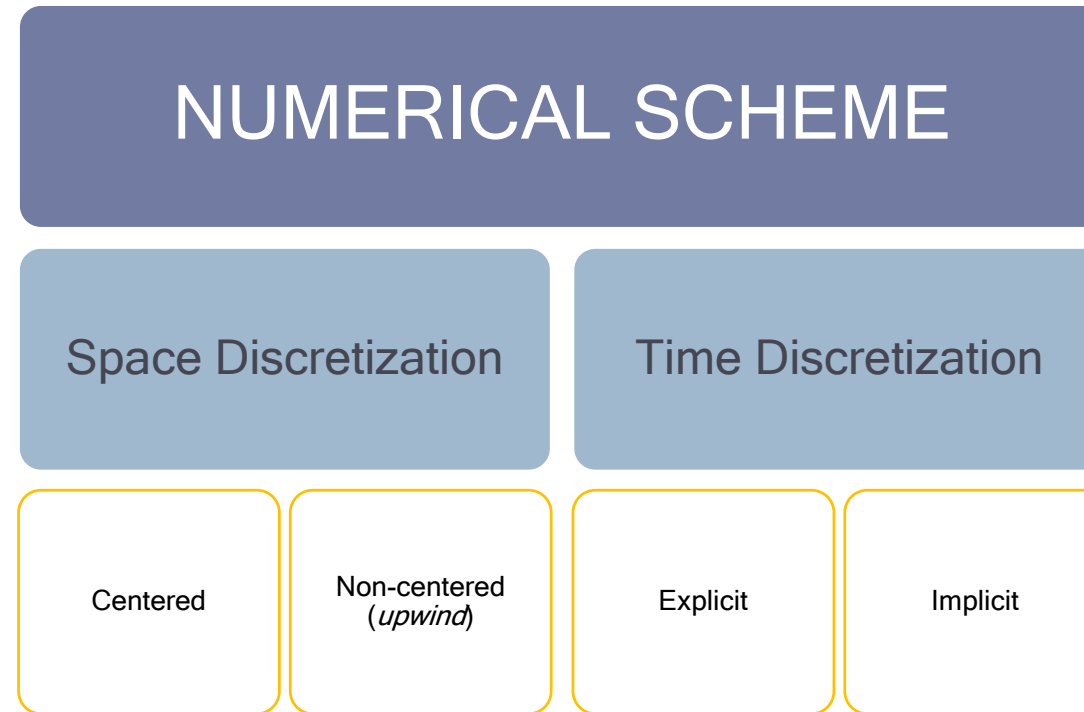 NUMERICAL SCHEME
Space Discretization
Time Discretization
Centered
Non-centered
(upwind)
Explicit
Implicit